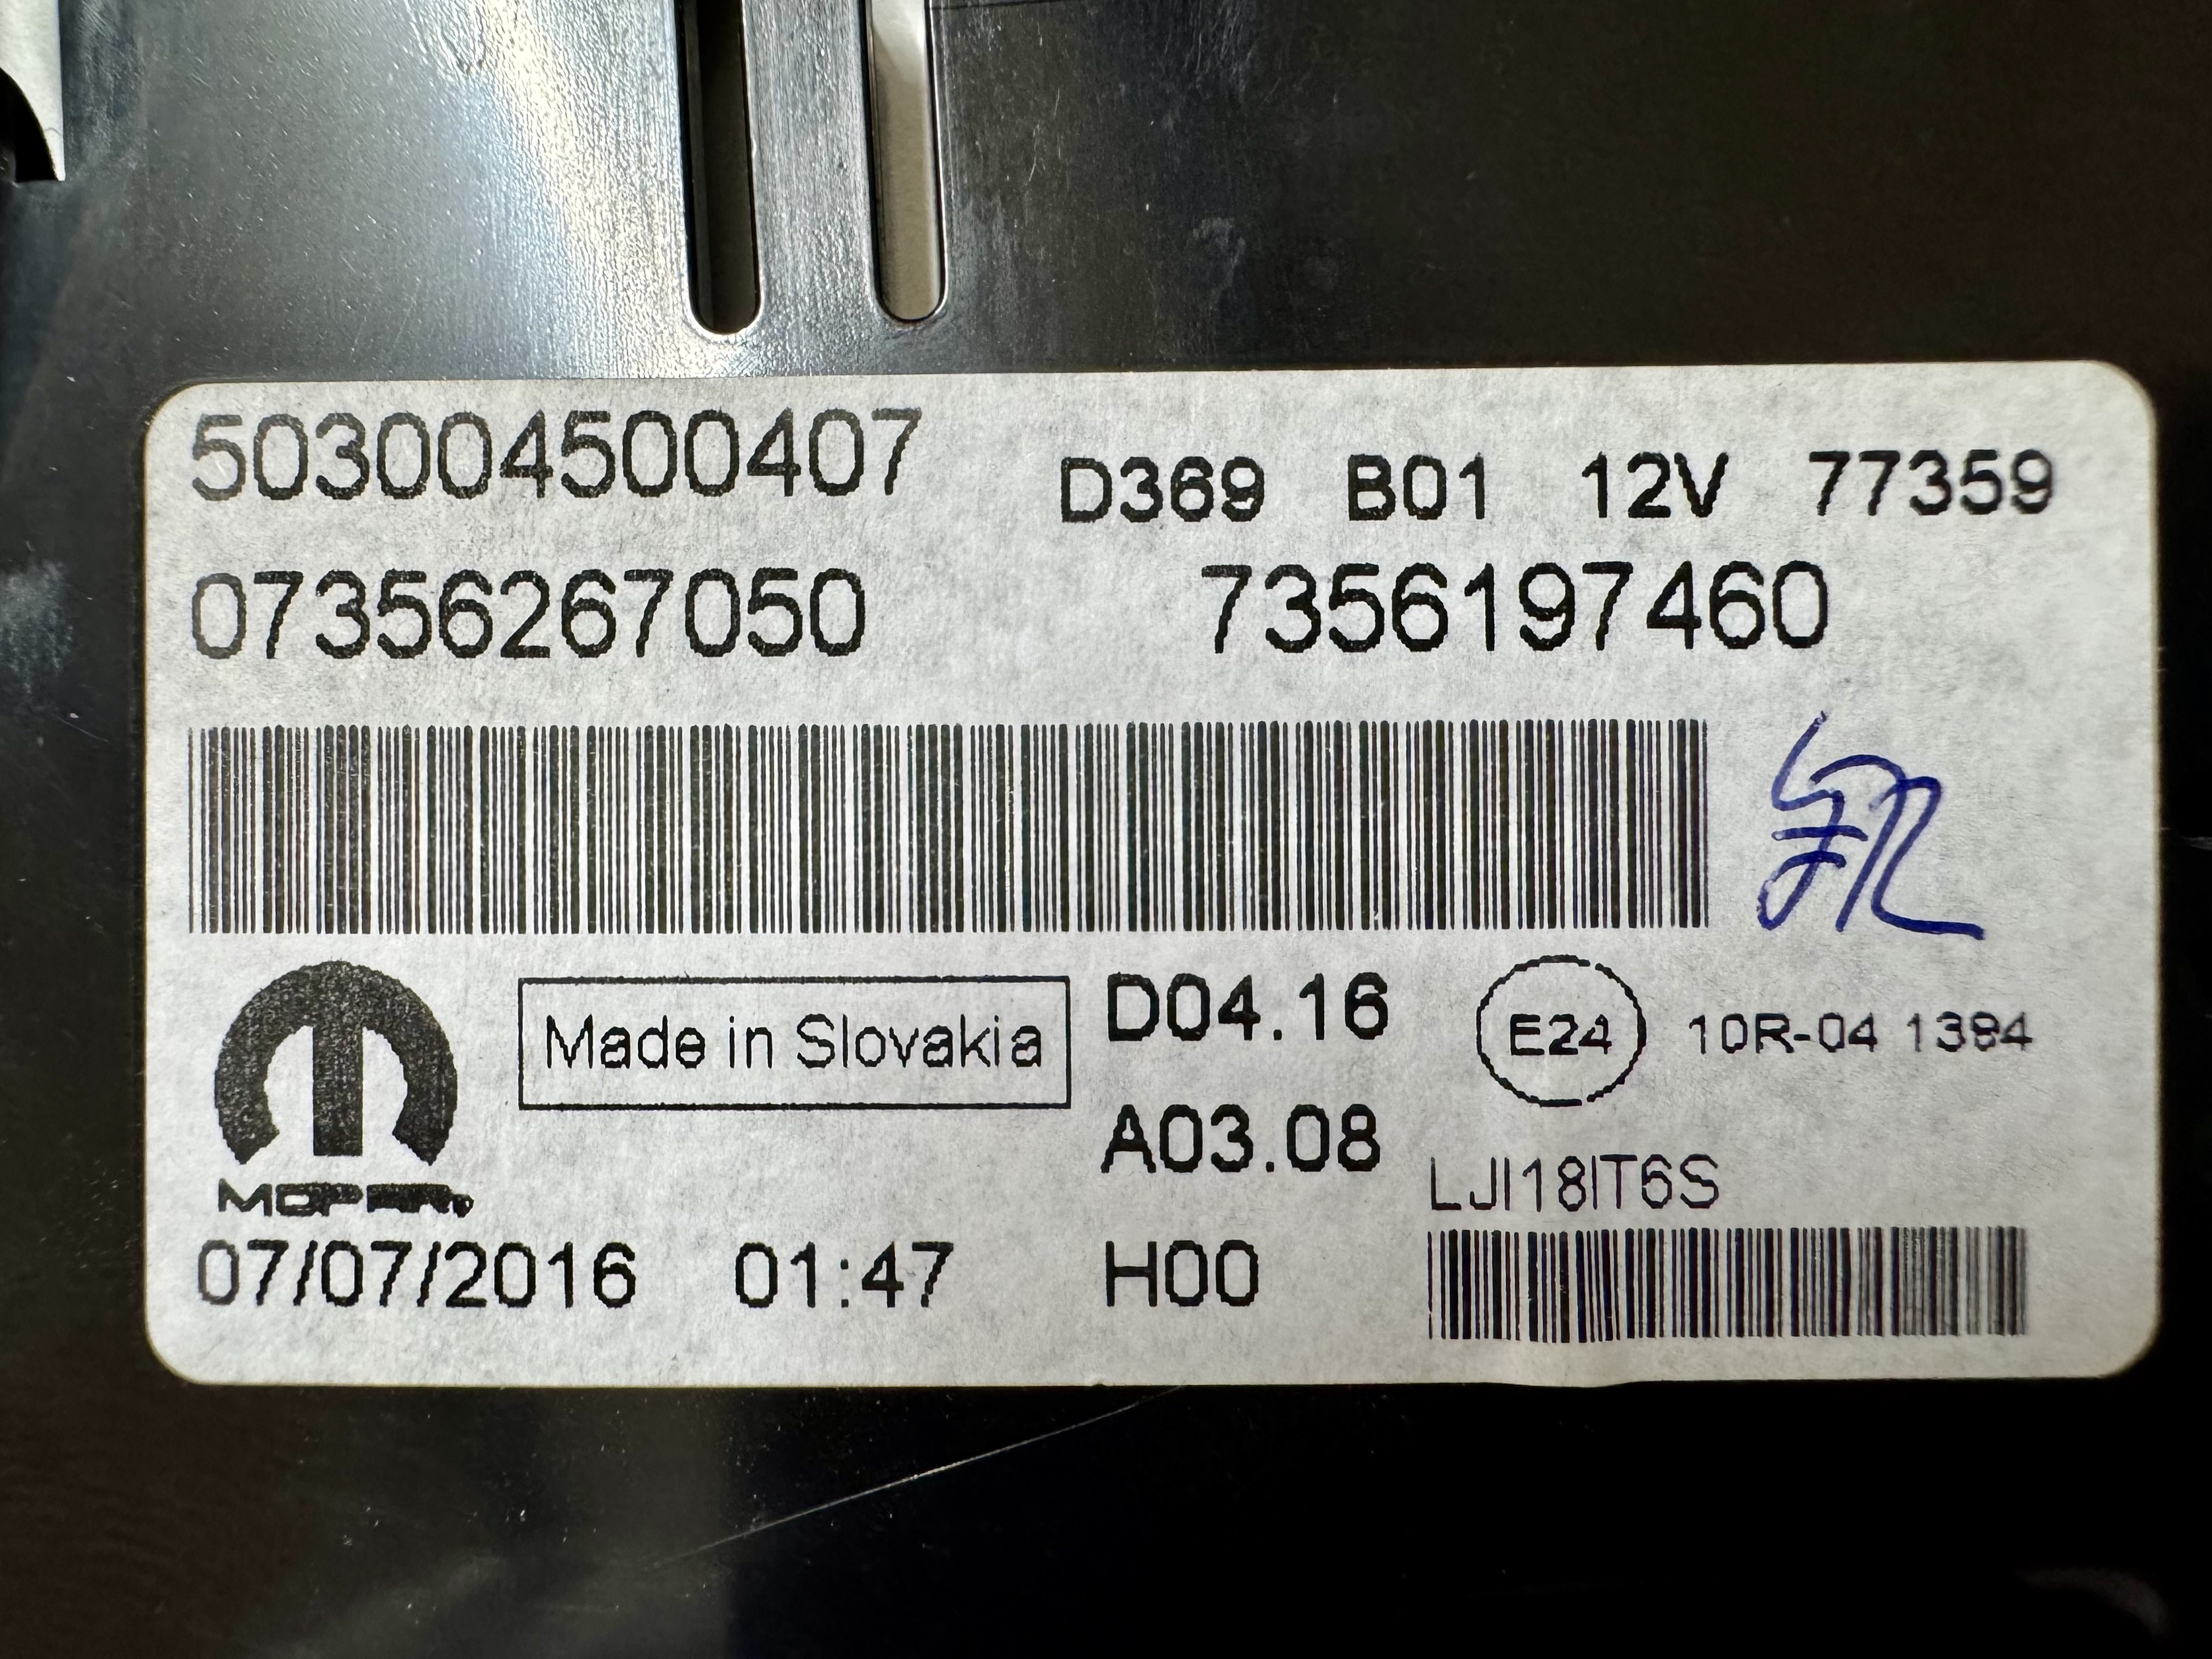 503004500407 D369 B01 12V 77359
07356267050 7356197460
Made in Slovakia D04.16 E24 10R-04 1384
A03.08
MOPAR. LJI18IT6S
07/07/2016 01:47 H00